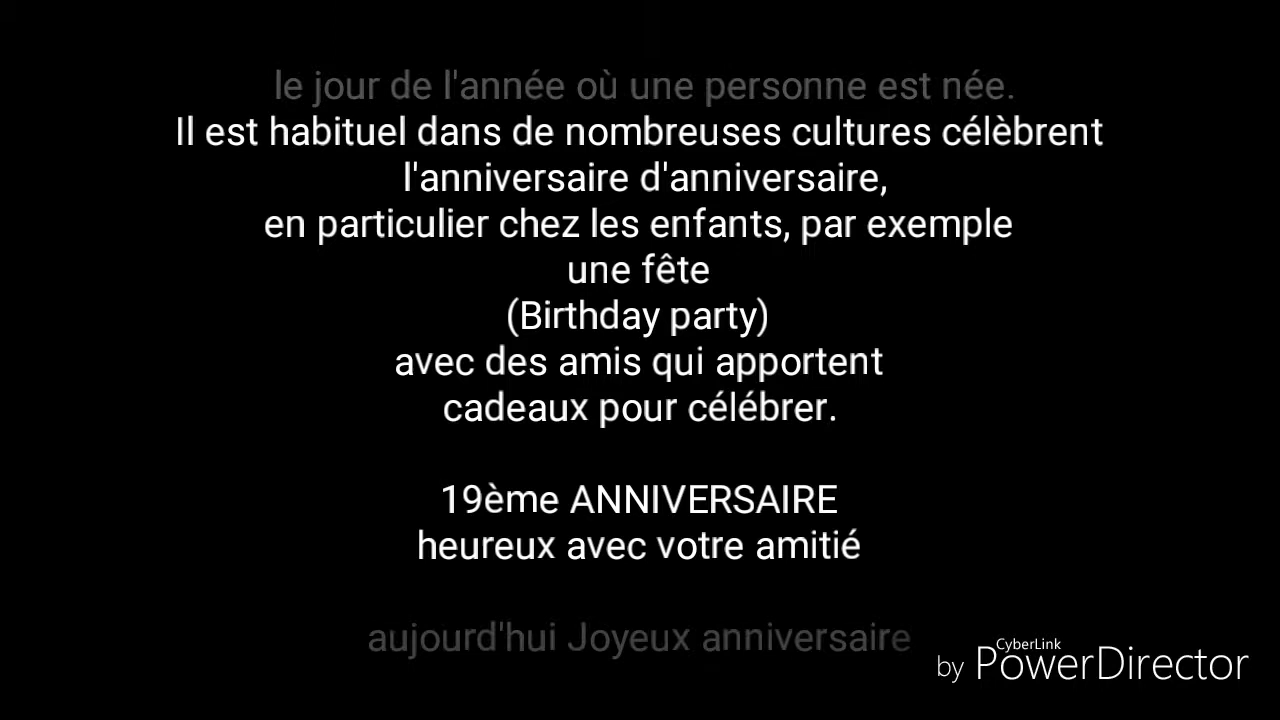 le jour de l'année où une personne est née.
Il est habituel dans de nombreuses cultures célèbrent
l'anniversaire d'anniversaire,
en particulier chez les enfants, par exemple
une fête
(Birthday party)
avec des amis qui apportent
cadeaux pour célébrer.
19ème ANNIVERSAIRE
heureux avec votre amitié
aujourd'hui Joyeux anniversaire
CyberLink
by PowerDirector